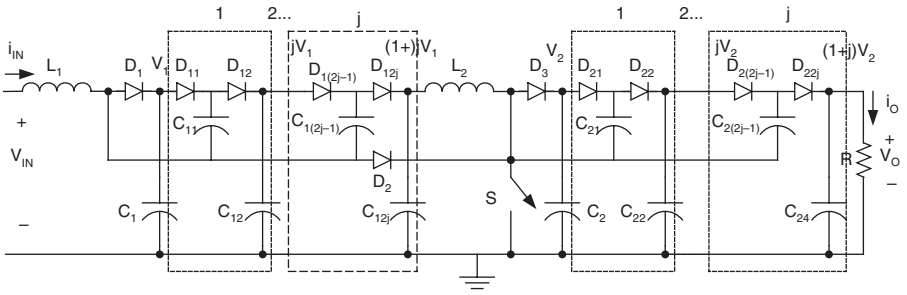 1 2... j 1 2... j
i_IN jV_1 (1+j)V_1 V_2 jV_2 (1+j)V_2
L_1 D_1 V_1 D_11 D_12 D_1(2j–1) D_12j L_2 D_3 D_21 D_22 D_2(2j–1) D_22j
i_O
+ C_11 C_1(2j–1) C_21 C_2(2j–1) +
V_IN D_2 R V_O
– S –
C_1 C_12 C_12j C_2 C_22 C_24